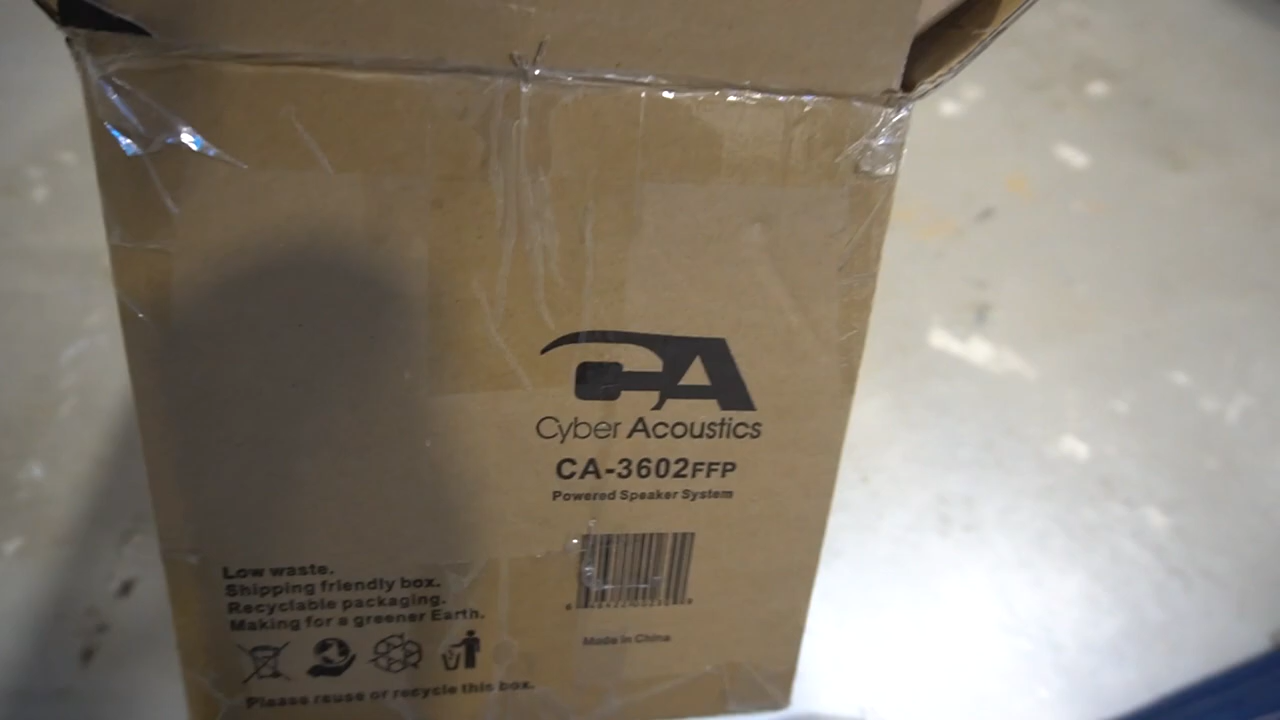 CA
Cyber Acoustics
CA-3602FFP
Powered Speaker System
Made in China
Low waste.
Shipping friendly box.
Recyclable packaging.
Making for a greener Earth.
Please reuse or recycle this box.